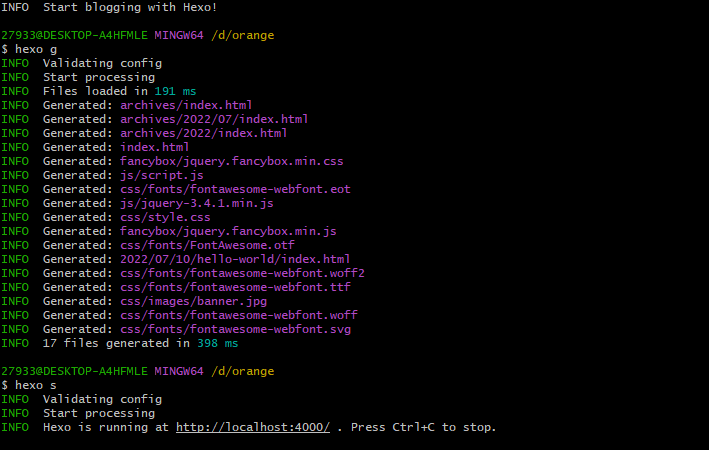 INFO  Start blogging with Hexo!
27933@DESKTOP-A4HFMLE MINGW64 /d/orange
$ hexo g
INFO  Validating config
INFO  Start processing
INFO  Files loaded in 191 ms
INFO  Generated: archives/index.html
INFO  Generated: archives/2022/07/index.html
INFO  Generated: archives/2022/index.html
INFO  Generated: index.html
INFO  Generated: fancybox/jquery.fancybox.min.css
INFO  Generated: js/script.js
INFO  Generated: css/fonts/fontawesome-webfont.eot
INFO  Generated: js/jquery-3.4.1.min.js
INFO  Generated: css/style.css
INFO  Generated: fancybox/jquery.fancybox.min.js
INFO  Generated: css/fonts/FontAwesome.otf
INFO  Generated: 2022/07/10/hello-world/index.html
INFO  Generated: css/fonts/fontawesome-webfont.woff2
INFO  Generated: css/fonts/fontawesome-webfont.ttf
INFO  Generated: css/images/banner.jpg
INFO  Generated: css/fonts/fontawesome-webfont.woff
INFO  Generated: css/fonts/fontawesome-webfont.svg
INFO  17 files generated in 398 ms
27933@DESKTOP-A4HFMLE MINGW64 /d/orange
$ hexo s
INFO  Validating config
INFO  Start processing
INFO  Hexo is running at http://localhost:4000/ . Press Ctrl+C to stop.